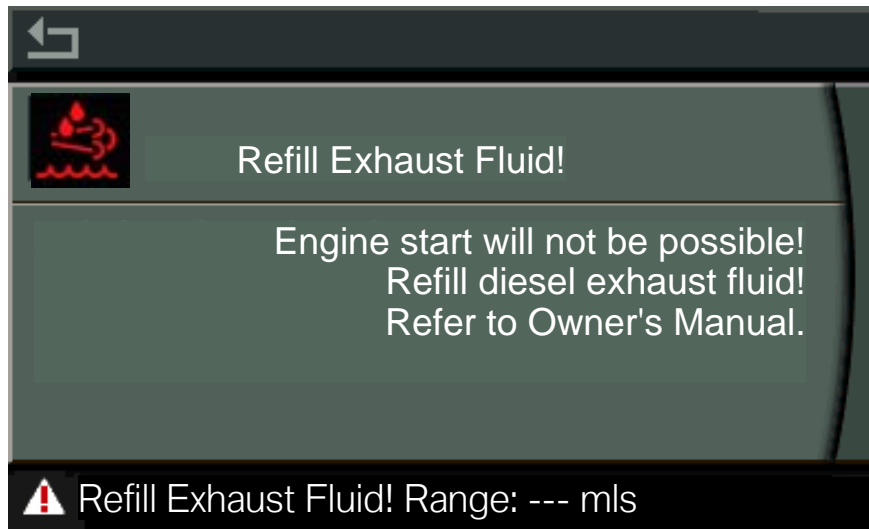 Refill Exhaust Fluid!
Engine start will not be possible!
Refill diesel exhaust fluid!
Refer to Owner's Manual.
Refill Exhaust Fluid! Range: --- mls